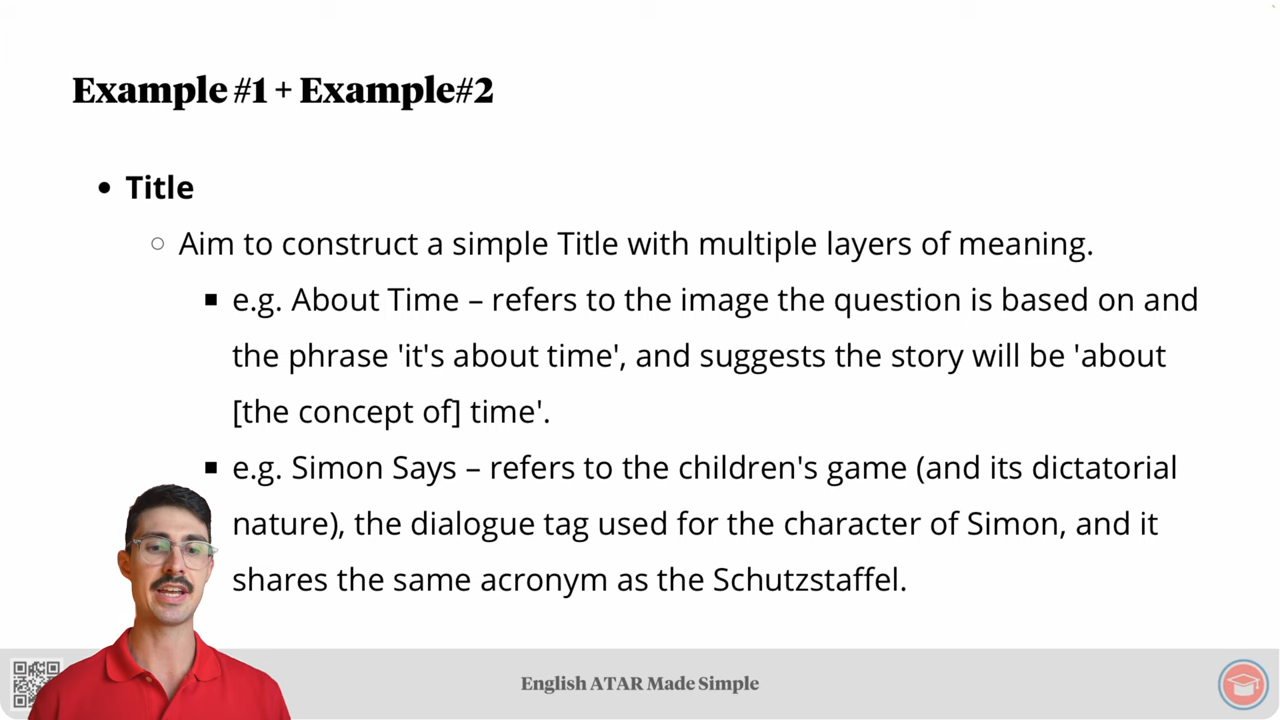 Example #1 + Example#2
• Title
○ Aim to construct a simple Title with multiple layers of meaning.
▪ e.g. About Time – refers to the image the question is based on and
the phrase 'it's about time', and suggests the story will be 'about
[the concept of] time'.
▪ e.g. Simon Says – refers to the children's game (and its dictatorial
nature), the dialogue tag used for the character of Simon, and it
shares the same acronym as the Schutzstaffel.
English ATAR Made Simple